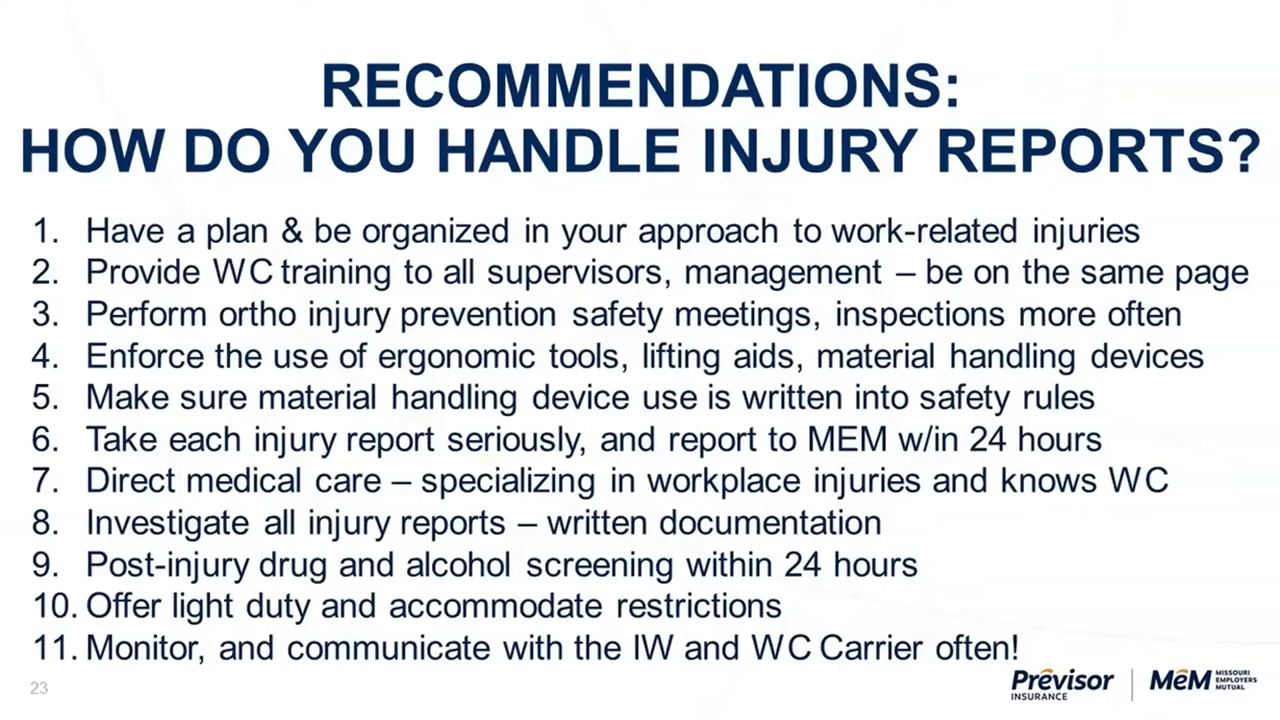 RECOMMENDATIONS:
HOW DO YOU HANDLE INJURY REPORTS?
1. Have a plan & be organized in your approach to work-related injuries
2. Provide WC training to all supervisors, management – be on the same page
3. Perform ortho injury prevention safety meetings, inspections more often
4. Enforce the use of ergonomic tools, lifting aids, material handling devices
5. Make sure material handling device use is written into safety rules
6. Take each injury report seriously, and report to MEM w/in 24 hours
7. Direct medical care – specializing in workplace injuries and knows WC
8. Investigate all injury reports – written documentation
9. Post-injury drug and alcohol screening within 24 hours
10. Offer light duty and accommodate restrictions
11. Monitor, and communicate with the IW and WC Carrier often!
23
Prēvisor
INSURANCE
MēM
MISSOURI
EMPLOYERS
MUTUAL